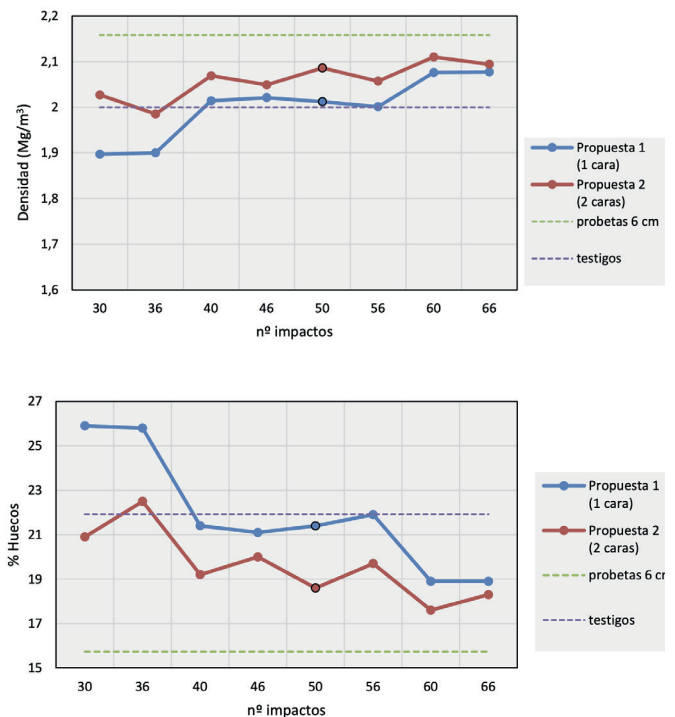 2,2
2,1
2
1,9
1,8
1,7
1,6
Densidad (Mg/m³)
30 36 40 46 50 56 60 66
nº impactos
Propuesta 1
(1 cara)
Propuesta 2
(2 caras)
probetas 6 cm
testigos
27
25
23
21
19
17
15
% Huecos
30 36 40 46 50 56 60 66
nº impactos
Propuesta 1
(1 cara)
Propuesta 2
(2 caras)
probetas 6 cr
testigos